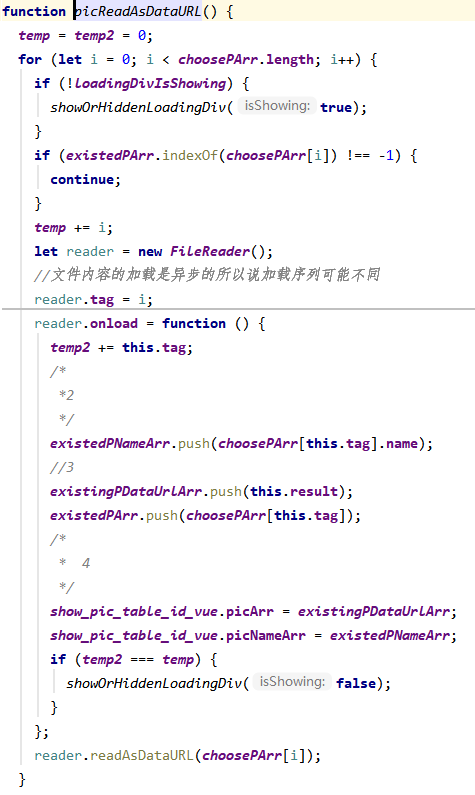 function picReadAsDataURL() {
temp = temp2 = 0;
for (let i = 0; i < choosePArr.length; i++) {
if (!loadingDivIsShowing) {
showOrHiddenLoadingDiv( isShowing: true);
}
if (existedPArr.indexOf(choosePArr[i]) !== -1) {
continue;
}
temp += i;
let reader = new FileReader();
//文件内容的加载是异步的所以说加载序列可能不同
reader.tag = i;
reader.onload = function () {
temp2 += this.tag;
/*
*2
*/
existedPNameArr.push(choosePArr[this.tag].name);
//3
existingPDataUrlArr.push(this.result);
existedPArr.push(choosePArr[this.tag]);
/*
* 4
*/
show_pic_table_id_vue.picArr = existingPDataUrlArr;
show_pic_table_id_vue.picNameArr = existedPNameArr;
if (temp2 === temp) {
showOrHiddenLoadingDiv( isShowing: false);
}
};
reader.readAsDataURL(choosePArr[i]);
}